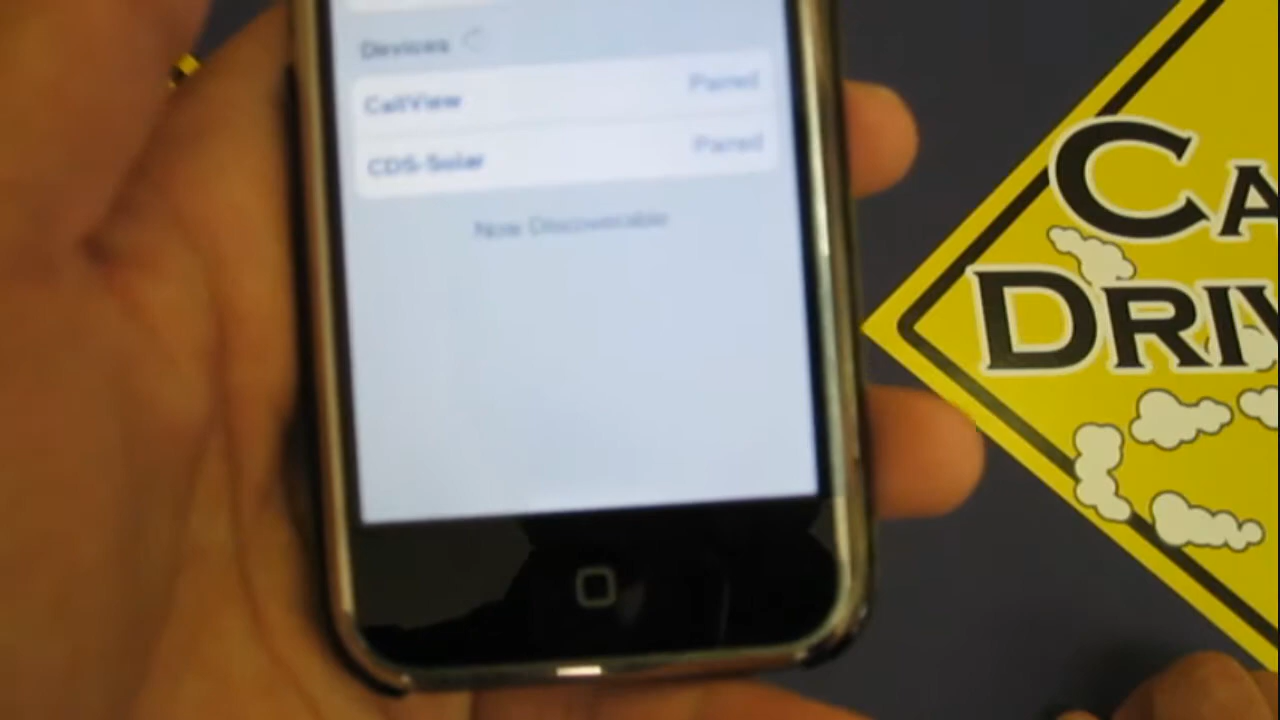 Devices
CallView Paired
CDS-Solar Paired
Now Discoverable
CA
DRIV